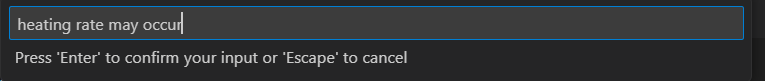 heating rate may occur
Press 'Enter' to confirm your input or 'Escape' to cancel